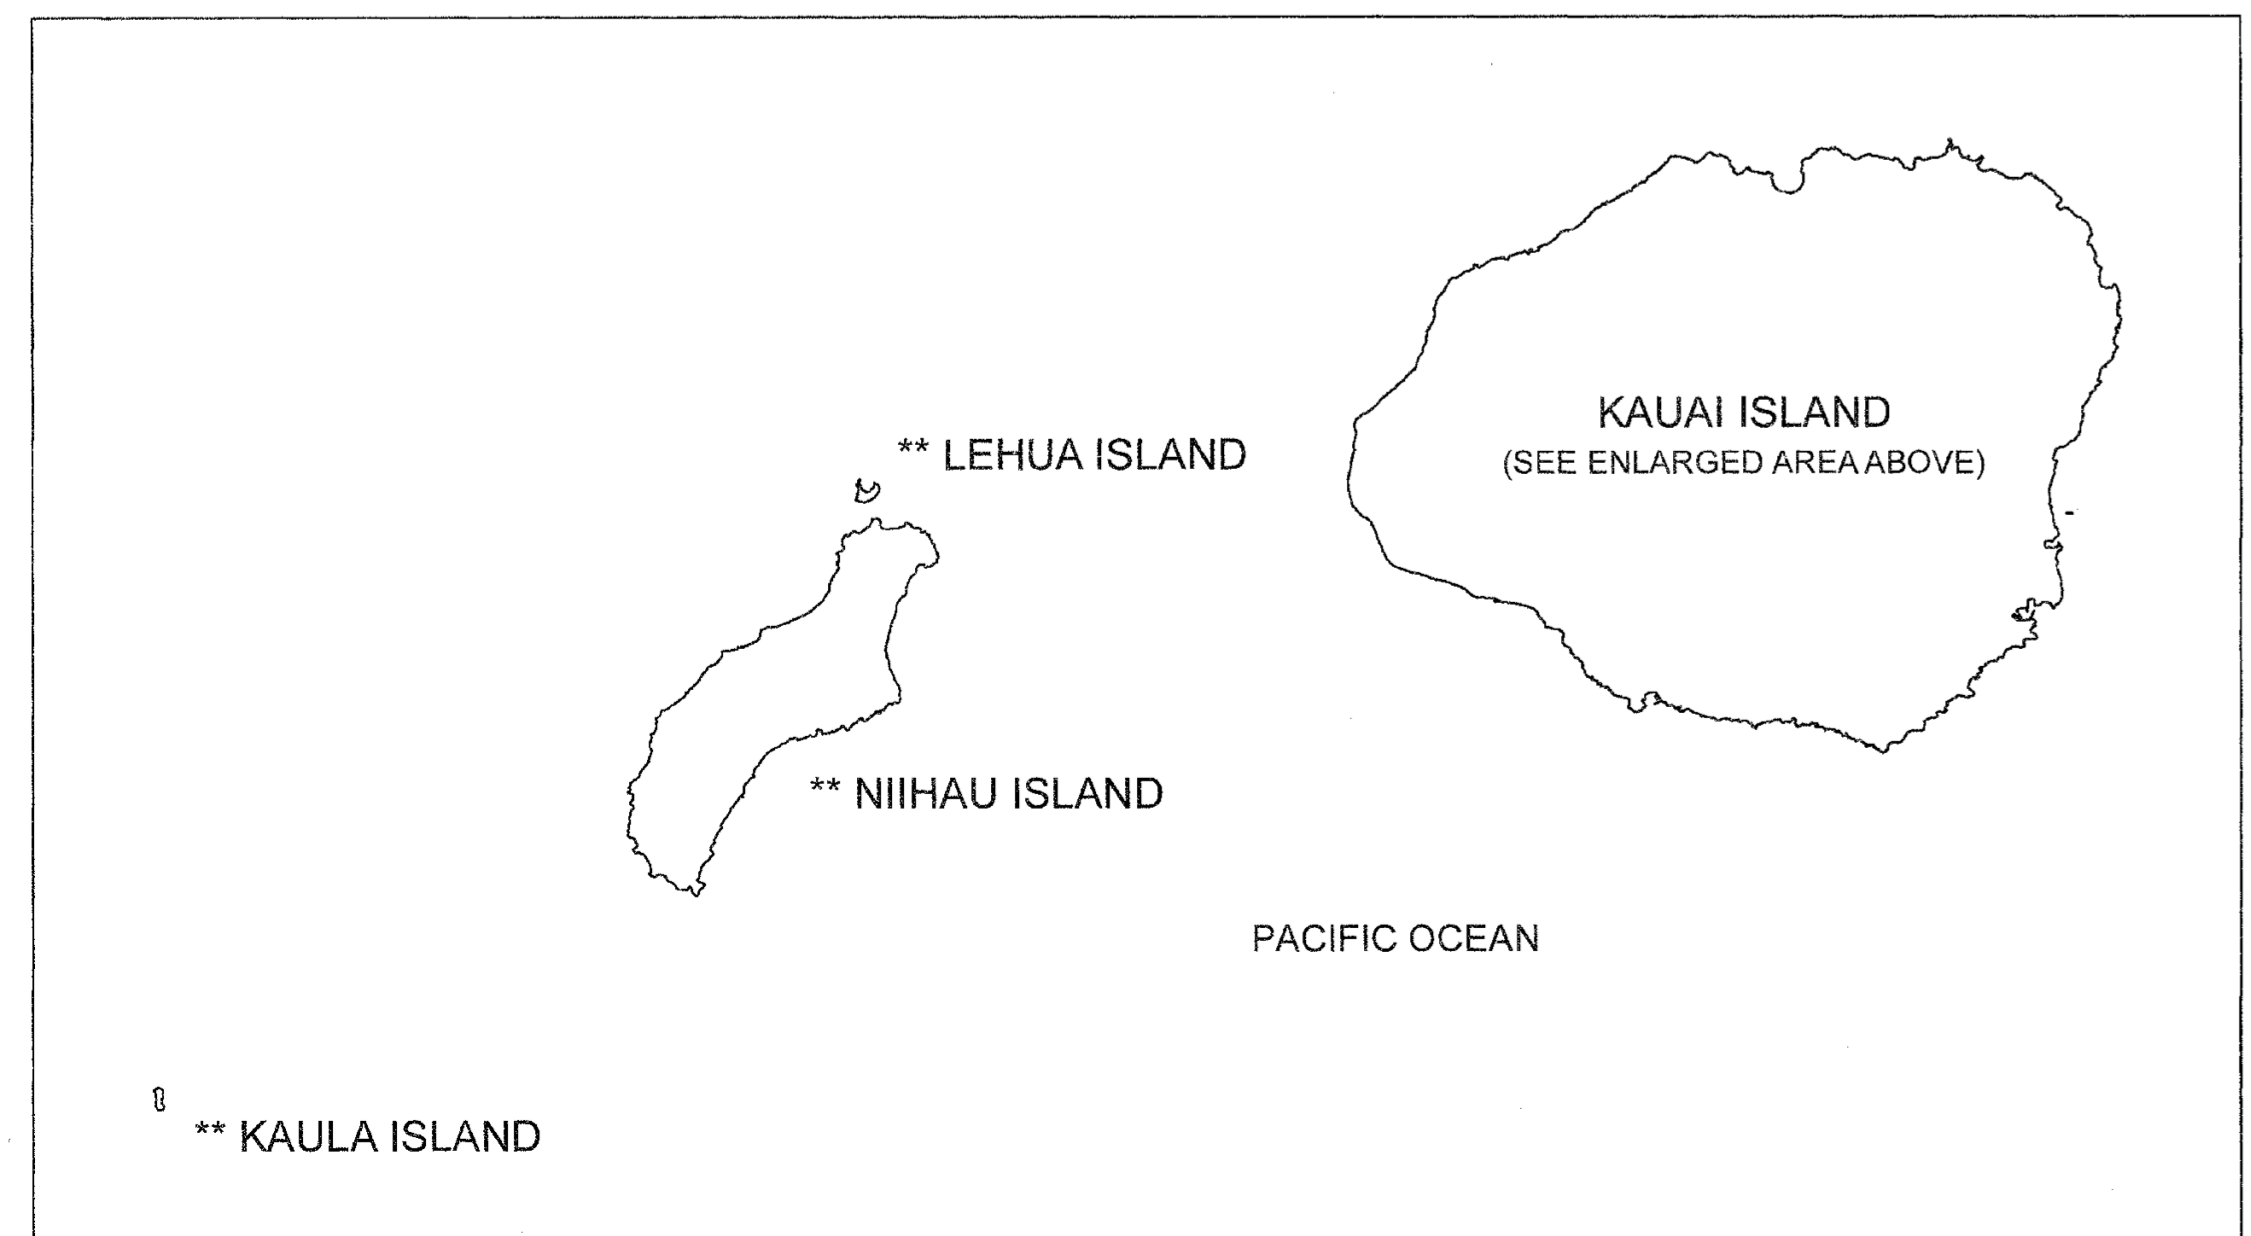 KAUAI ISLAND
(SEE ENLARGED AREA ABOVE)
** LEHUA ISLAND
** NIIHAU ISLAND
PACIFIC OCEAN
** KAULA ISLAND